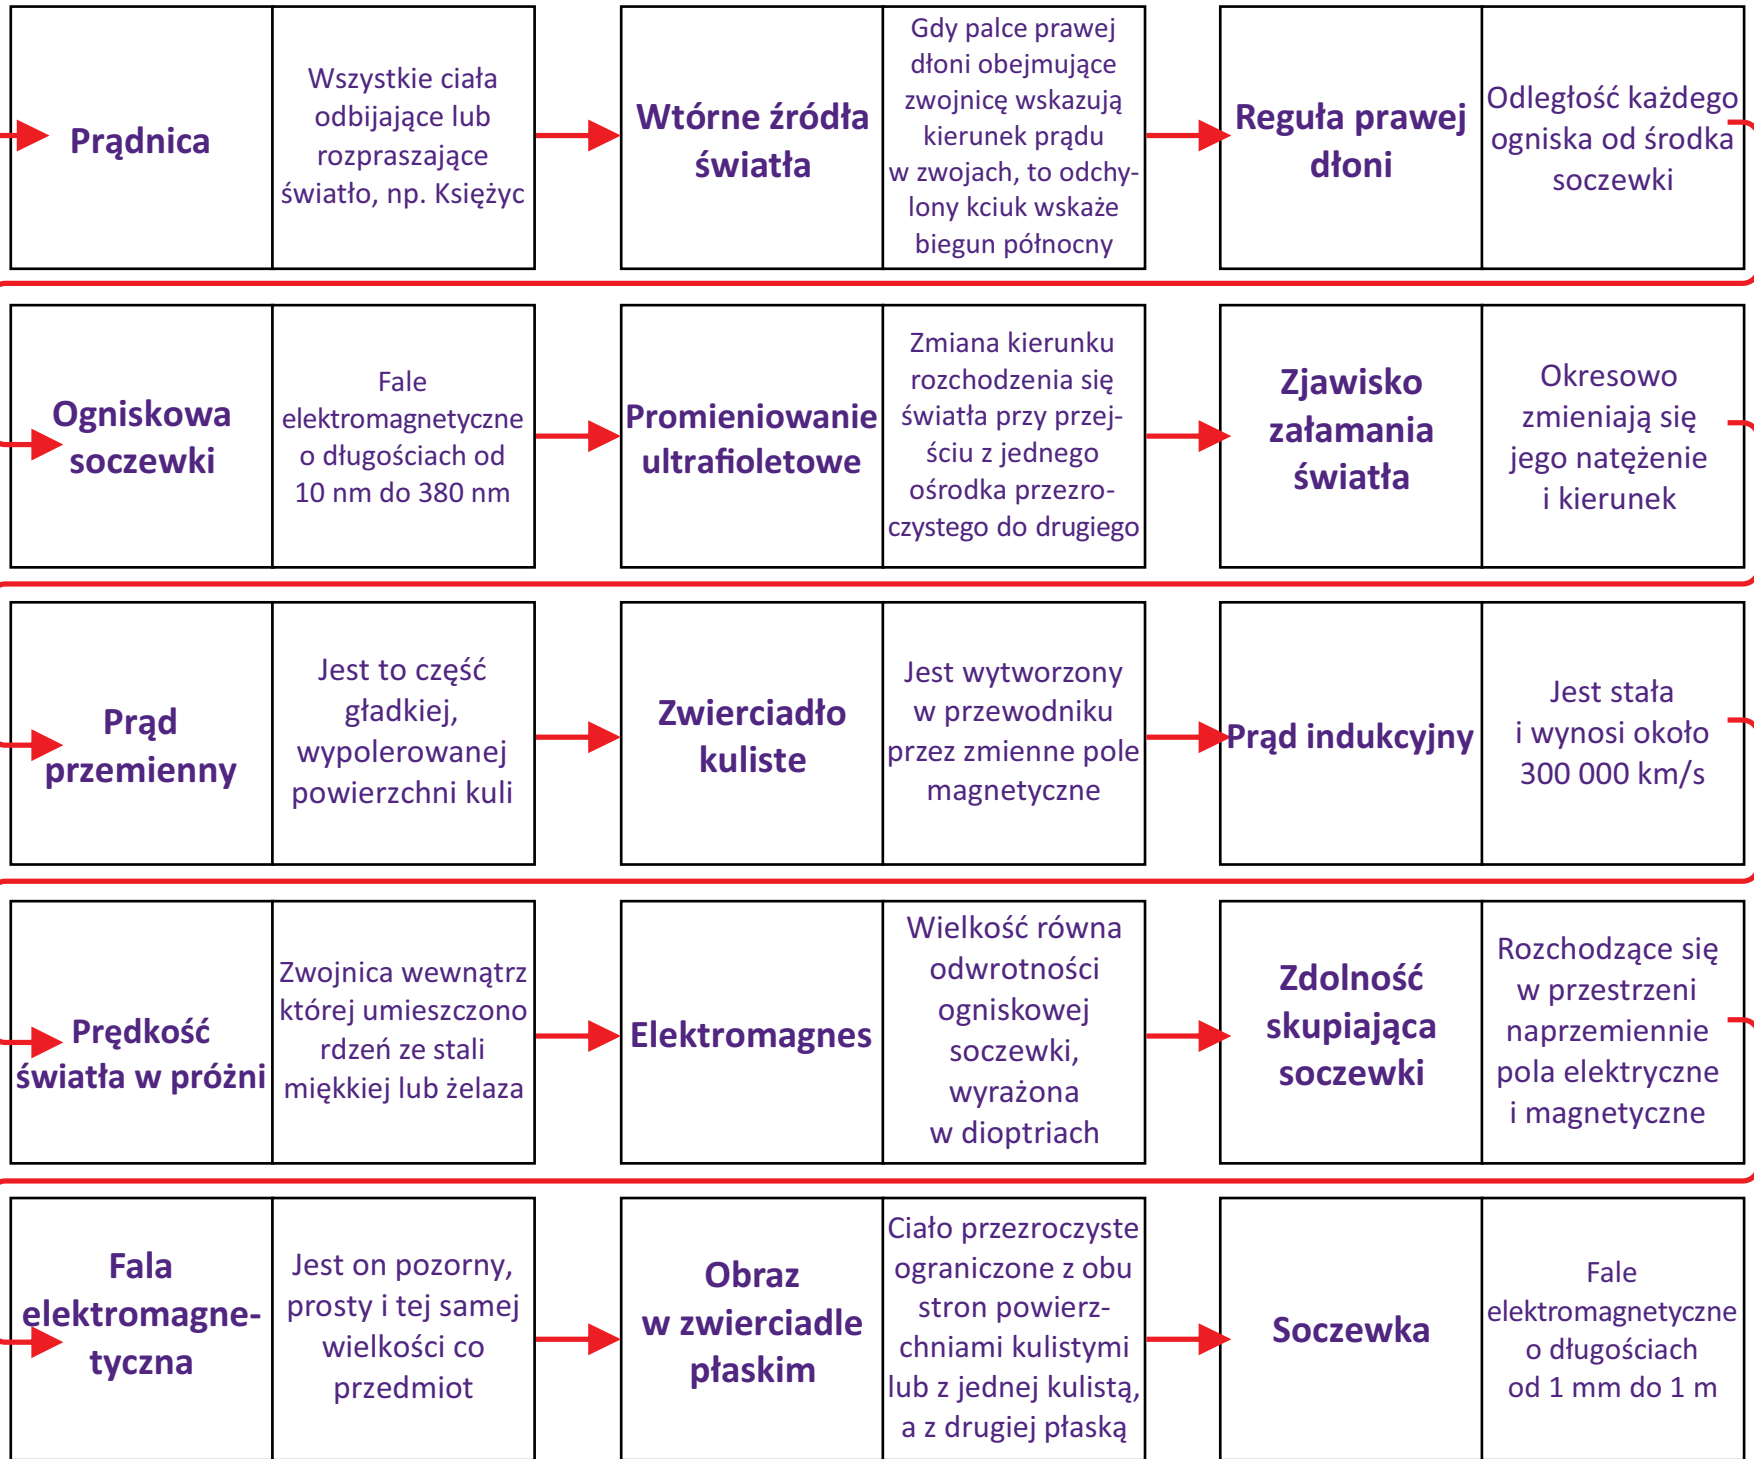 Prądnica
Wszystkie ciała
odbijające lub
rozpraszające
światło, np. Księżyc
Wtórne źródła
światła
Gdy palce prawej
dłoni obejmujące
zwojnicę wskazują
kierunek prądu
w zwojach, to odchy-
lony kciuk wskaże
biegun północny
Reguła prawej
dłoni
Odległość każdego
ogniska od środka
soczewki
Ogniskowa
soczewki
Fale
elektromagnetyczne
o długościach od
10 nm do 380 nm
Promieniowanie
ultrafioletowe
Zmiana kierunku
rozchodzenia się
światła przy przej-
ściu z jednego
ośrodka przezro-
czystego do drugiego
Zjawisko
załamania
światła
Okresowo
zmieniają się
jego natężenie
i kierunek
Prąd
przemienny
Jest to część
gładkiej,
wypolerowanej
powierzchni kuli
Zwierciadło
kuliste
Jest wytworzony
w przewodniku
przez zmienne pole
magnetyczne
Prąd indukcyjny
Jest stała
i wynosi około
300 000 km/s
Prędkość
światła w próżni
Zwojnica wewnątrz
której umieszczono
rdzeń ze stali
miękkiej lub żelaza
Elektromagnes
Wielkość równa
odwrotności
ogniskowej
soczewki,
wyrażona
w dioptriach
Zdolność
skupiająca
soczewki
Rozchodzące się
w przestrzeni
naprzemiennie
pola elektryczne
i magnetyczne
Fala
elektromagne-
tyczna
Jest on pozorny,
prosty i tej samej
wielkości co
przedmiot
Obraz
w zwierciadle
płaskim
Ciało przezroczyste
ograniczone z obu
stron powierz-
chniami kulistymi
lub z jednej kulistą,
a z drugiej płaską
Soczewka
Fale
elektromagnetyczne
o długościach
od 1 mm do 1 m